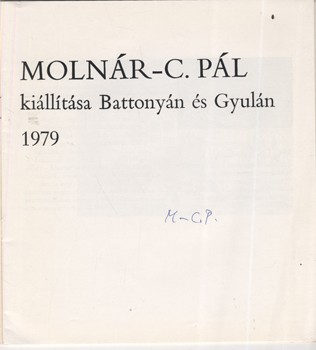 MOLNÁR-C. PÁL
kiállítása Battonyán és Gyulán
1979
M-C.P.